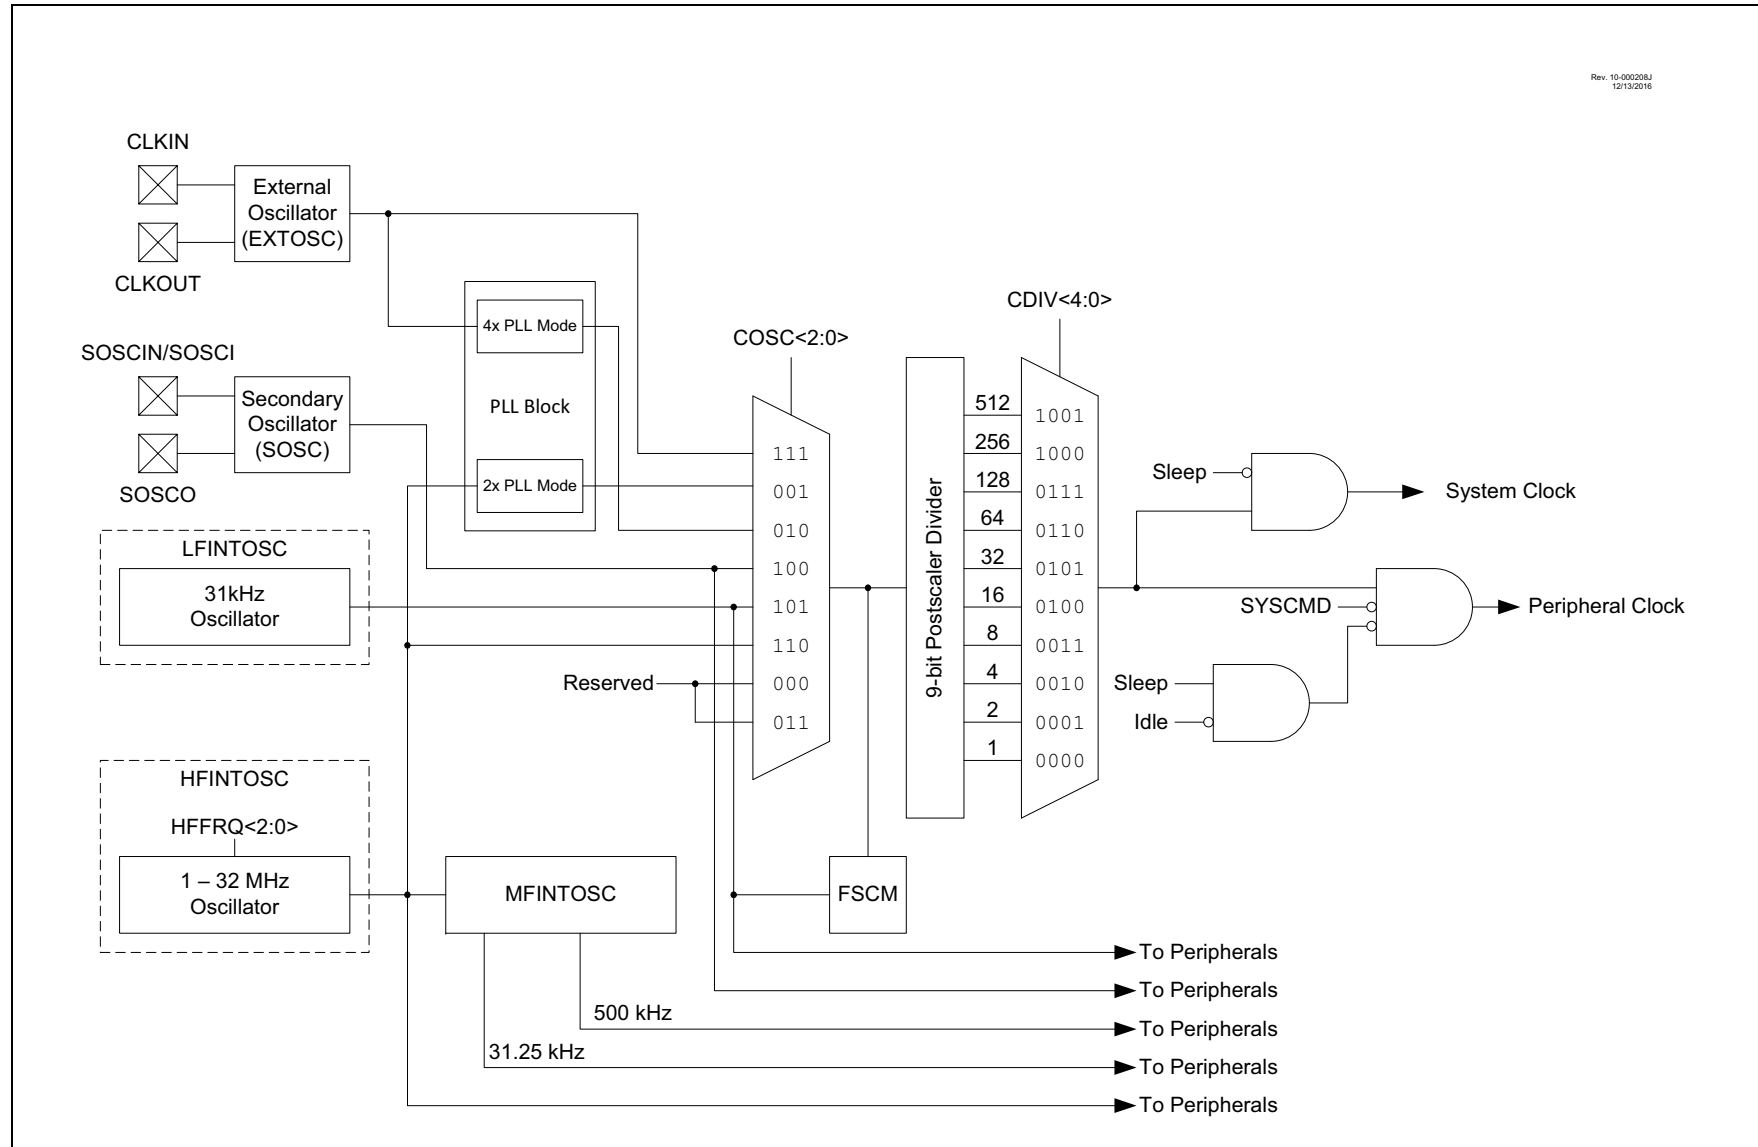 Rev. 10-000208J
12/13/2016
CLKIN
External
Oscillator
(EXTOSC)
CLKOUT
4x PLL Mode
PLL Block
2x PLL Mode
SOSCIN/SOSCI
Secondary
Oscillator
(SOSC)
SOSCO
LFINTOSC
31kHz
Oscillator
Reserved
HFINTOSC
HFFRQ<2:0>
1 – 32 MHz
Oscillator
MFINTOSC
FSCM
500 kHz
31.25 kHz
COSC<2:0>
111
001
010
100
101
110
000
011
9-bit Postscaler Divider
CDIV<4:0>
512 1001
256 1000
128 0111
64 0110
32 0101
16 0100
8 0011
4 0010
2 0001
1 0000
Sleep
System Clock
SYSCMD
Peripheral Clock
Sleep
Idle
To Peripherals
To Peripherals
To Peripherals
To Peripherals
To Peripherals